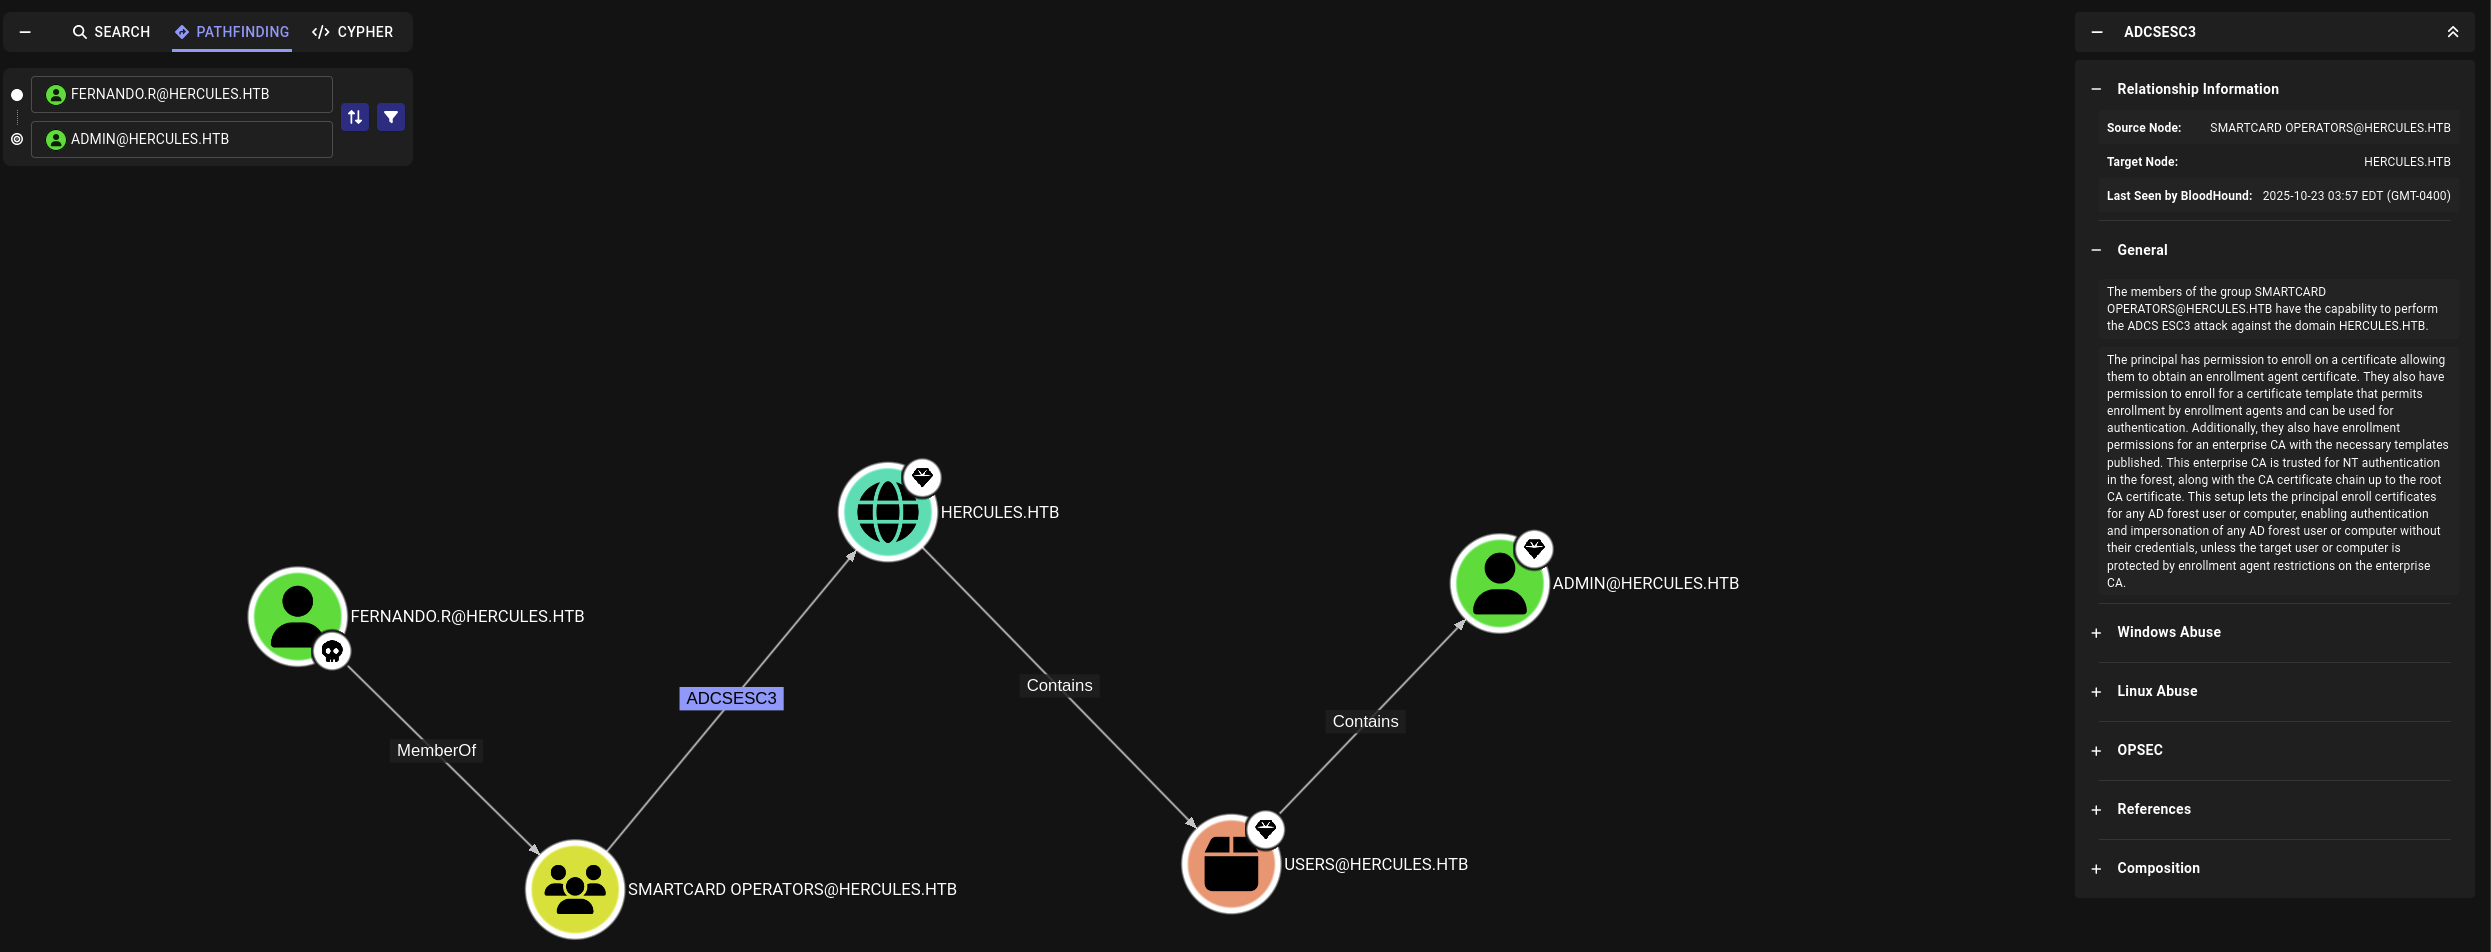 SEARCH
PATHFINDING
CYPHER
FERNANDO.R@HERCULES.HTB
ADMIN@HERCULES.HTB
HERCULES.HTB
ADMIN@HERCULES.HTB
FERNANDO.R@HERCULES.HTB
Contains
ADCSESC3
Contains
MemberOf
USERS@HERCULES.HTB
SMARTCARD OPERATORS@HERCULES.HTB
ADCSESC3
Relationship Information
Source Node: SMARTCARD OPERATORS@HERCULES.HTB
Target Node: HERCULES.HTB
Last Seen by BloodHound: 2025-10-23 03:57 EDT (GMT-0400)
General
The members of the group SMARTCARD
OPERATORS@HERCULES.HTB have the capability to perform
the ADCS ESC3 attack against the domain HERCULES.HTB.
The principal has permission to enroll on a certificate allowing
them to obtain an enrollment agent certificate. They also have
permission to enroll for a certificate template that permits
enrollment by enrollment agents and can be used for
authentication. Additionally, they also have enrollment
permissions for an enterprise CA with the necessary templates
published. This enterprise CA is trusted for NT authentication
in the forest, along with the CA certificate chain up to the root
CA certificate. This setup lets the principal enroll certificates
for any AD forest user or computer, enabling authentication
and impersonation of any AD forest user or computer without
their credentials, unless the target user or computer is
protected by enrollment agent restrictions on the enterprise
CA.
Windows Abuse
Linux Abuse
OPSEC
References
Composition